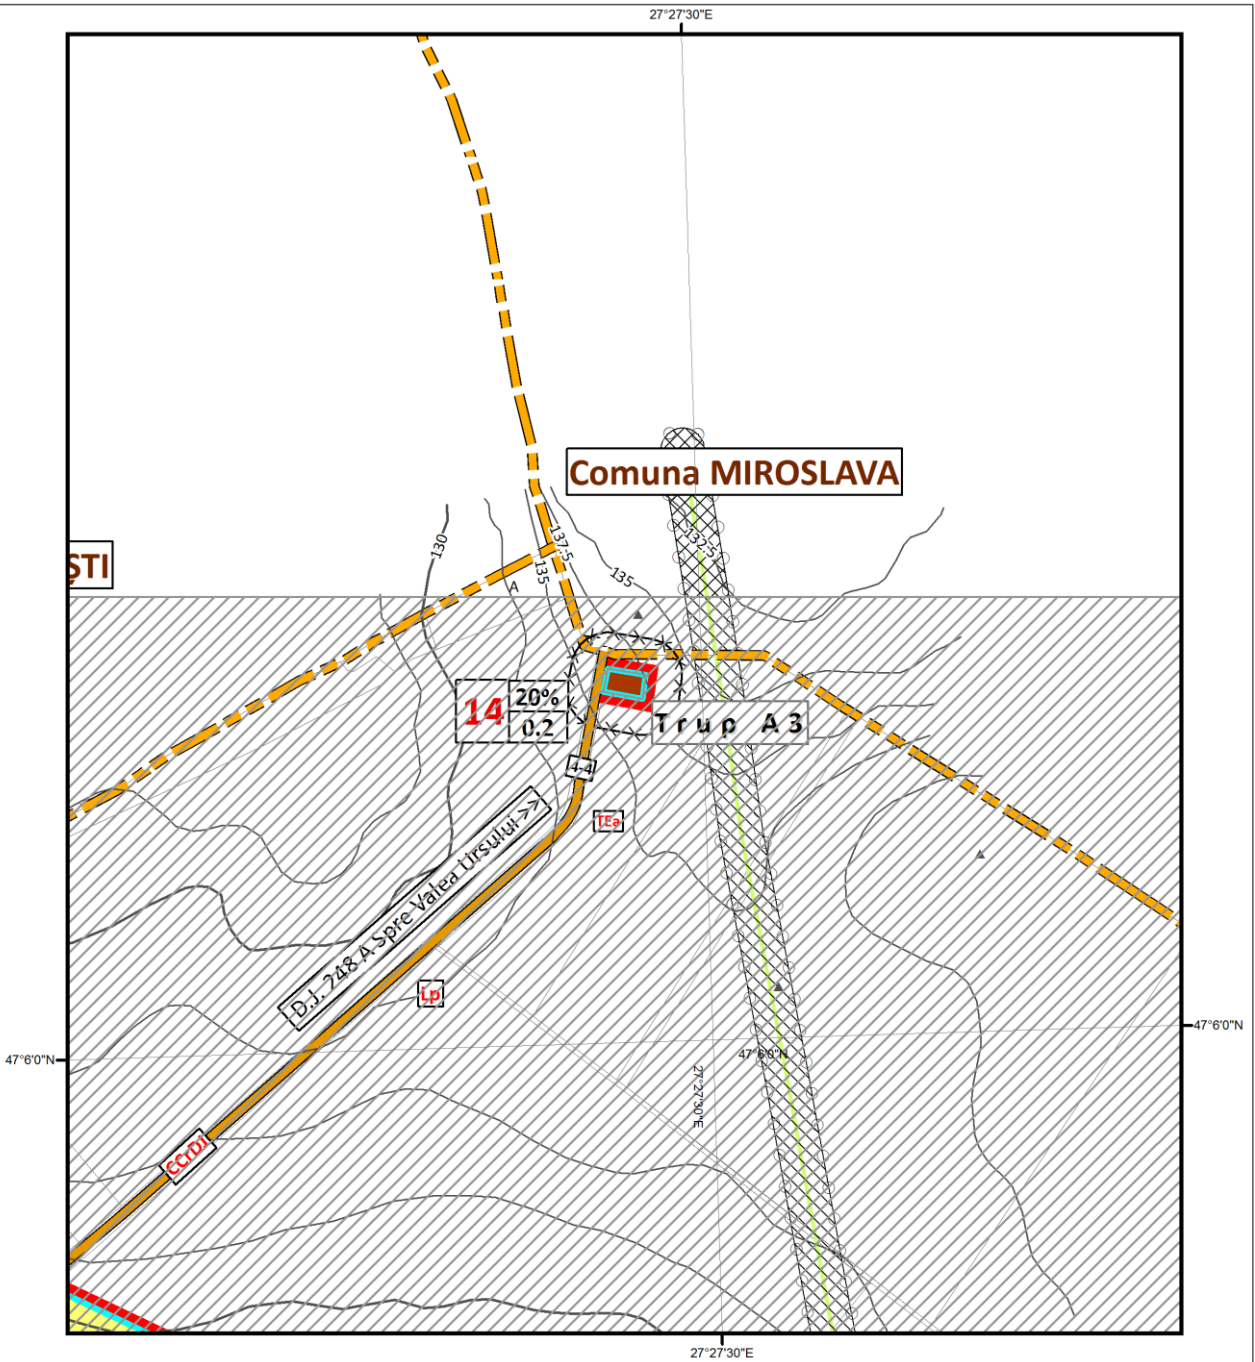 27°27'30"E
Comuna MIROSLAVA
ȘTI
130
137.5
135
135
132.5
A
14
20%
0.2
Trup A3
4-4
TEa
D.J. 248 A Spre Valea Ursului >>
Lp
47°6'0"N
47°6'0"N
47°6'0"N
27°27'30"E
CCrDJ
27°27'30"E